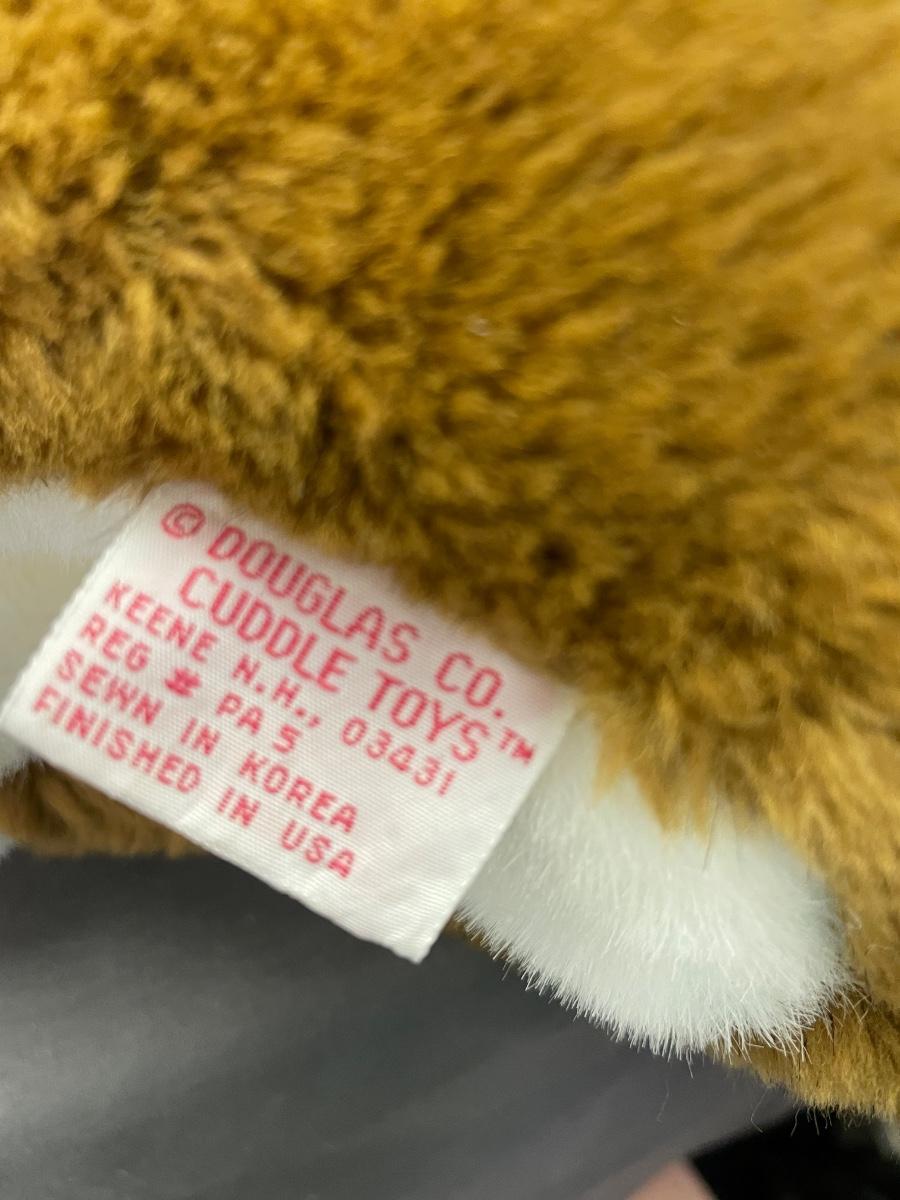 © DOUGLAS CO.
CUDDLE TOYS™
KEENE N.H., 03431
REG # PA 5
SEWN IN KOREA
FINISHED IN USA